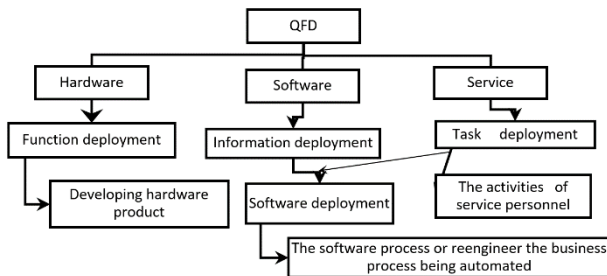 QFD
Hardware
Software
Service
Function deployment
Information deployment
Task deployment
Developing hardware
product
Software deployment
The activities of
service personnel
The software process or reengineer the business
process being automated